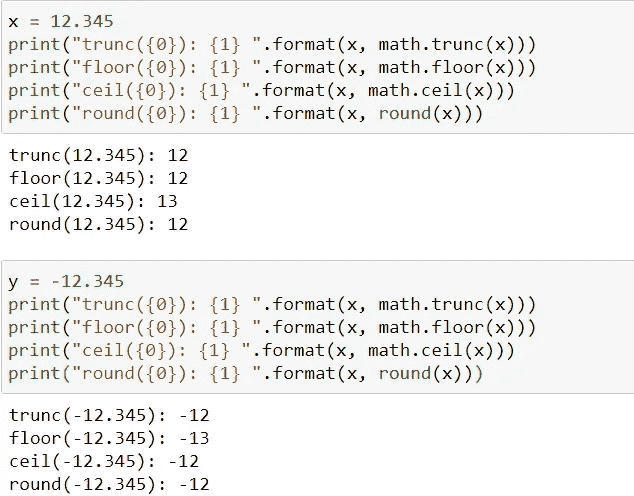 x = 12.345
print("trunc({0}): {1} ".format(x, math.trunc(x)))
print("floor({0}): {1} ".format(x, math.floor(x)))
print("ceil({0}): {1} ".format(x, math.ceil(x)))
print("round({0}): {1} ".format(x, round(x)))
trunc(12.345): 12
floor(12.345): 12
ceil(12.345): 13
round(12.345): 12
y = -12.345
print("trunc({0}): {1} ".format(x, math.trunc(x)))
print("floor({0}): {1} ".format(x, math.floor(x)))
print("ceil({0}): {1} ".format(x, math.ceil(x)))
print("round({0}): {1} ".format(x, round(x)))
trunc(-12.345): -12
floor(-12.345): -13
ceil(-12.345): -12
round(-12.345): -12